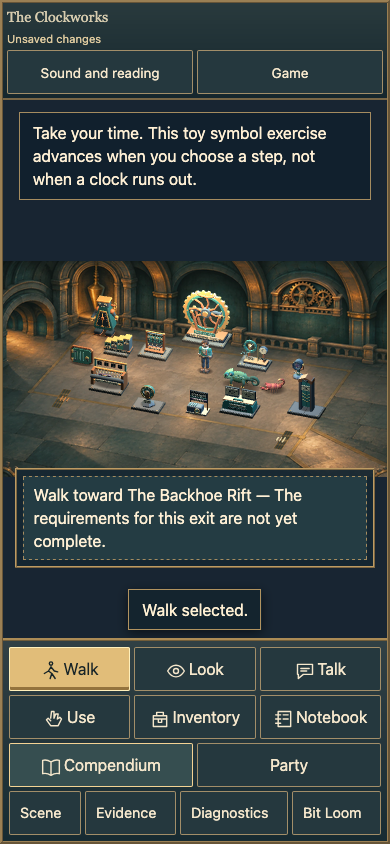 The Clockworks
Unsaved changes
Sound and reading
Game
Take your time. This toy symbol exercise
advances when you choose a step, not
when a clock runs out.
Walk toward The Backhoe Rift — The
requirements for this exit are not yet
complete.
Walk selected.
Walk
Look
Talk
Use
Inventory
Notebook
Compendium
Party
Scene
Evidence
Diagnostics
Bit Loom